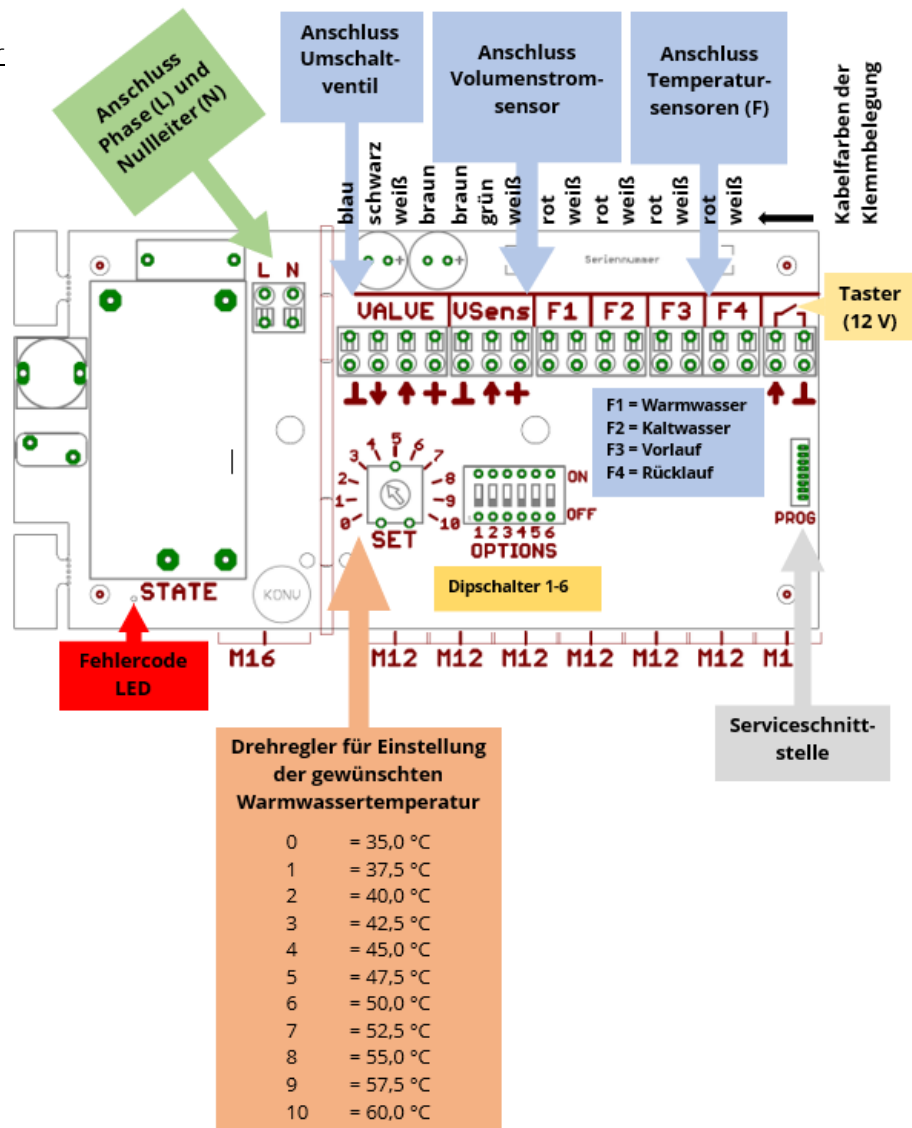 r
Anschluss
Phase (L) und
Nullleiter (N)
Anschluss
Umschalt-
ventil
Anschluss
Volumenstrom-
sensor
Anschluss
Temperatur-
sensoren (F)
Kabelfarben der
Klemmbelegung
blau
schwarz
weiß
braun
braun
grün
weiß
rot
weiß
rot
weiß
rot
weiß
rot
weiß
Seriennummer
L N
VALVE VSens F1 F2 F3 F4
Taster
(12 V)
F1 = Warmwasser
F2 = Kaltwasser
F3 = Vorlauf
F4 = Rücklauf
0 1 2 3 4 5 6 7 8 9 10
SET
ON
OFF
1 2 3 4 5 6
OPTIONS
PROG
Dipschalter 1-6
STATE
KONV
Fehlercode
LED
M16 M12 M12 M12 M12 M12 M12 M1
Serviceschnitt-
stelle
Drehregler für Einstellung
der gewünschten
Warmwassertemperatur
0 = 35,0 °C
1 = 37,5 °C
2 = 40,0 °C
3 = 42,5 °C
4 = 45,0 °C
5 = 47,5 °C
6 = 50,0 °C
7 = 52,5 °C
8 = 55,0 °C
9 = 57,5 °C
10 = 60,0 °C